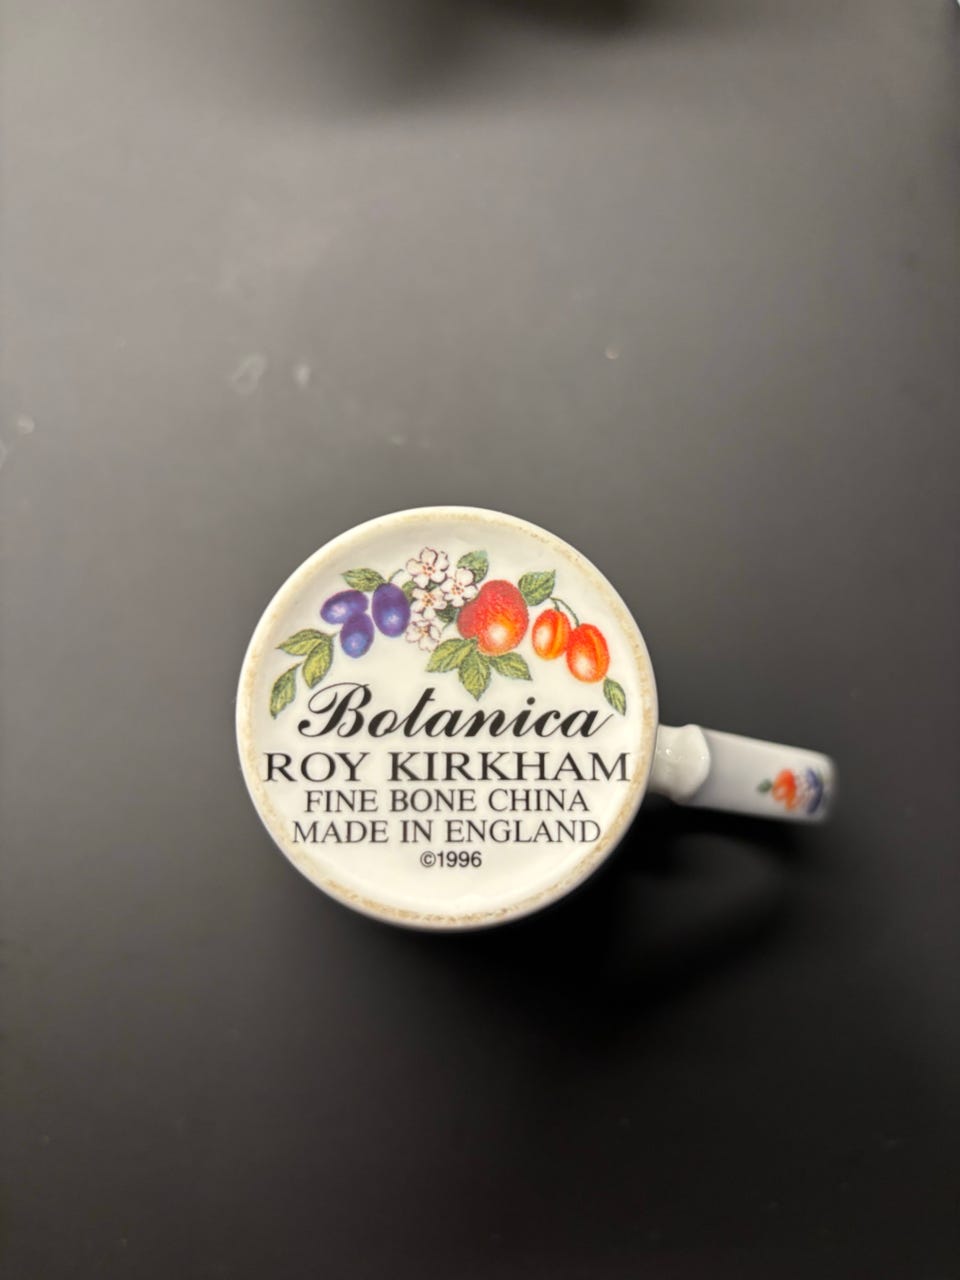 Botanica
ROY KIRKHAM
FINE BONE CHINA
MADE IN ENGLAND
©1996